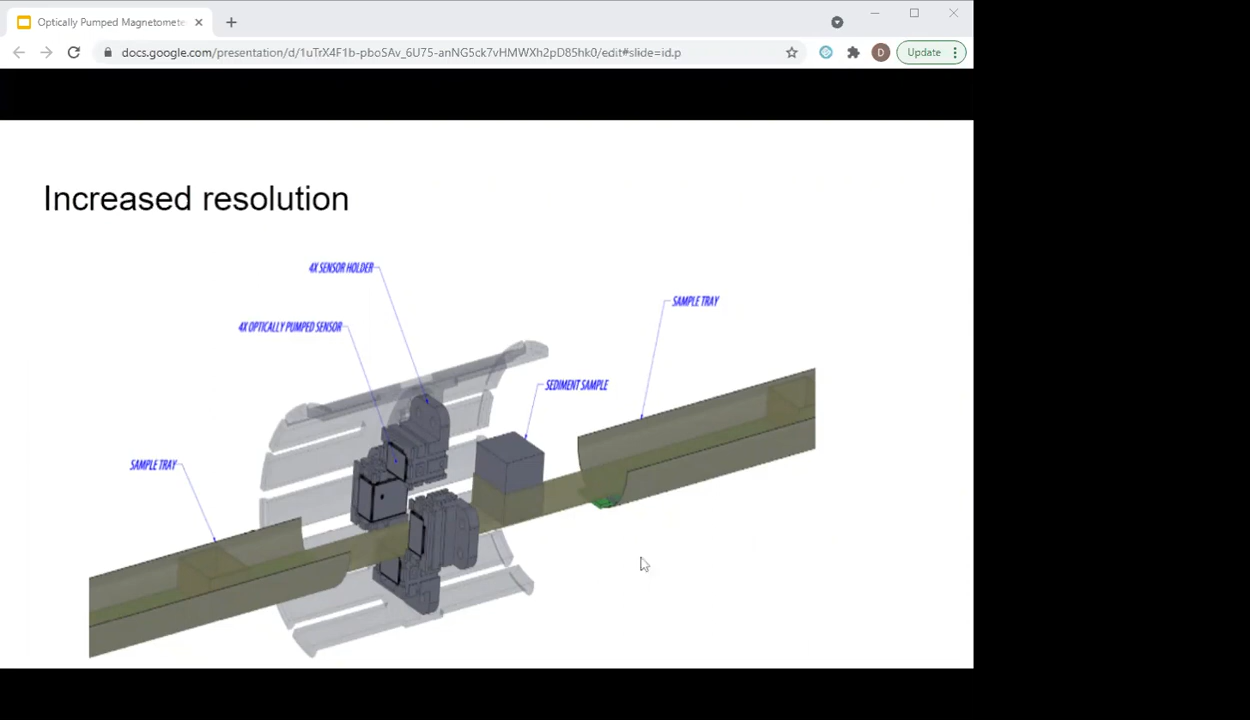 Optically Pumped Magnetomete
docs.google.com/presentation/d/1uTrX4F1b-pboSAv_6U75-anNG5ck7vHMWXh2pD85hk0/edit#slide=id.p
D
Update
Increased resolution
4X SENSOR HOLDER
SAMPLE TRAY
4X OPTICALLY PUMPED SENSOR
SEDIMENT SAMPLE
SAMPLE TRAY